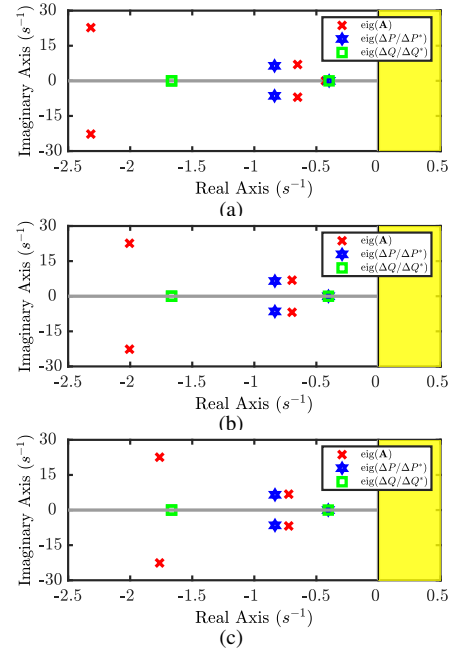 30
15
0
-15
-30
Imaginary Axis (s⁻¹)
eig(A)
eig(ΔP/ΔP*)
eig(ΔQ/ΔQ*)
-2.5 -2 -1.5 -1 -0.5 0 0.5
Real Axis (s⁻¹)
(a)
30
15
0
-15
-30
Imaginary Axis (s⁻¹)
eig(A)
eig(ΔP/ΔP*)
eig(ΔQ/ΔQ*)
-2.5 -2 -1.5 -1 -0.5 0 0.5
Real Axis (s⁻¹)
(b)
30
15
0
-15
-30
Imaginary Axis (s⁻¹)
eig(A)
eig(ΔP/ΔP*)
eig(ΔQ/ΔQ*)
-2.5 -2 -1.5 -1 -0.5 0 0.5
Real Axis (s⁻¹)
(c)